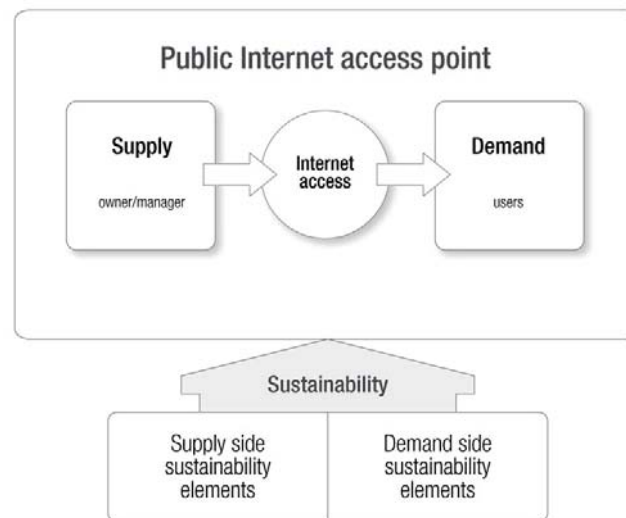 Public Internet access point
Supply
owner/manager
Internet
access
Demand
users
Sustainability
Supply side
sustainability
elements
Demand side
sustainability
elements